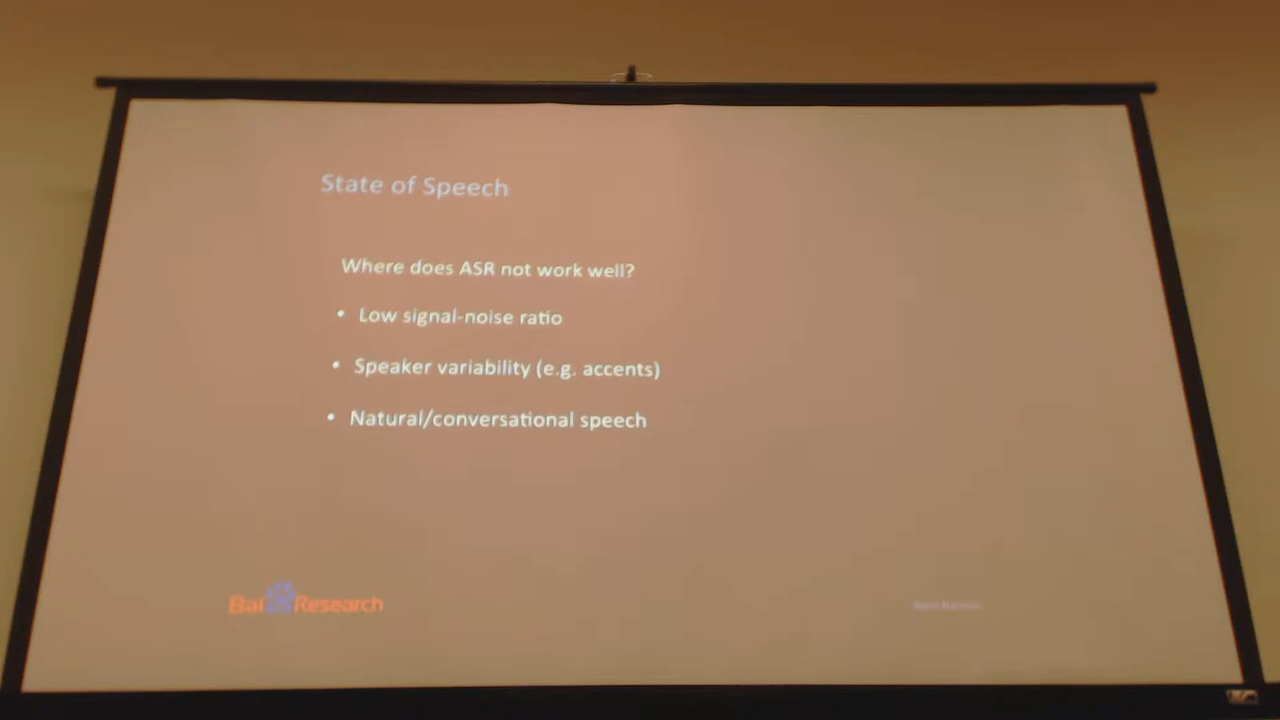 State of Speech
Where does ASR not work well?
• Low signal-noise ratio
• Speaker variability (e.g. accents)
• Natural/conversational speech
Bai Research